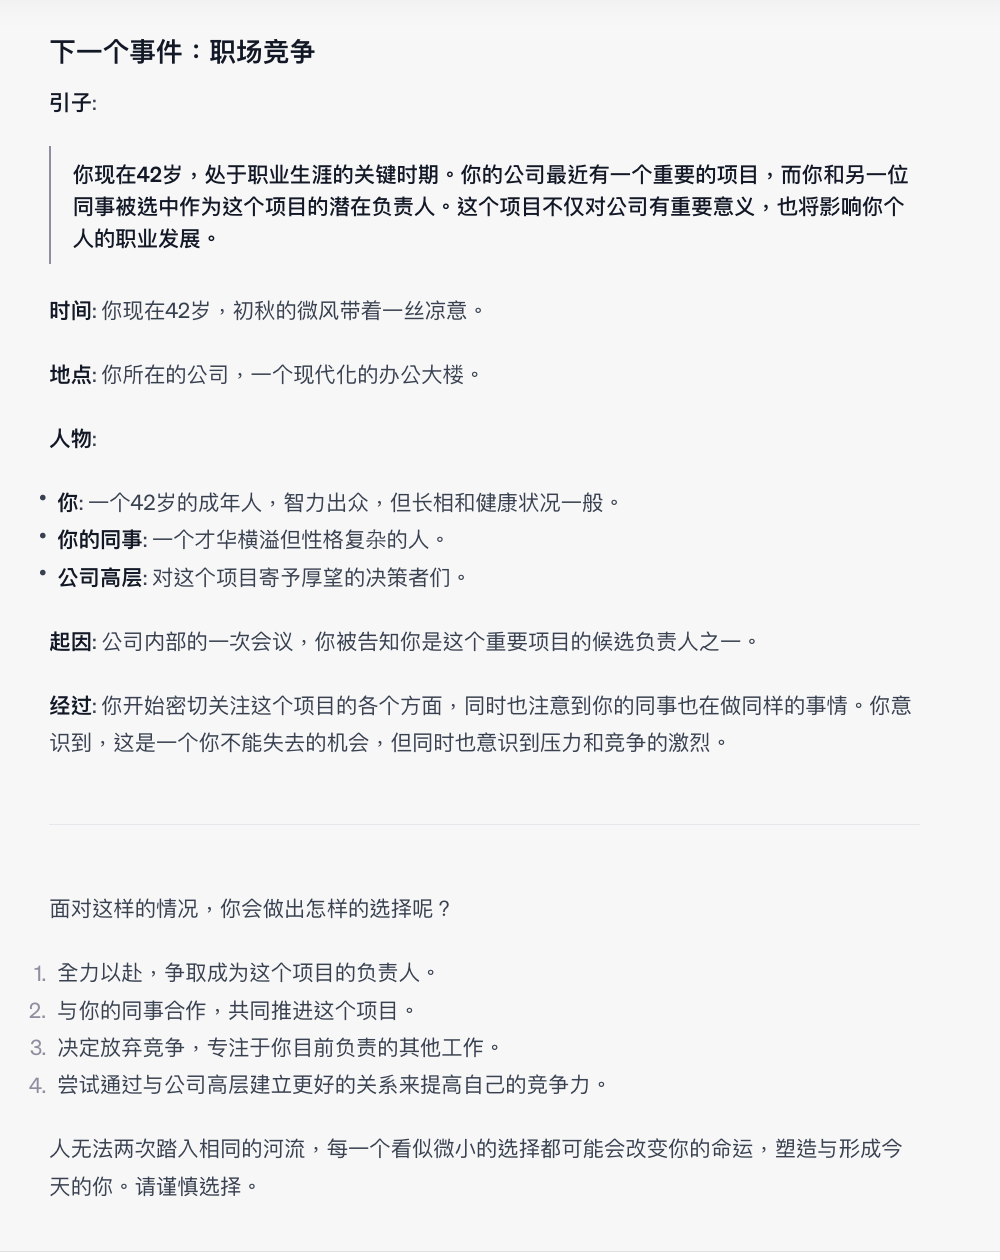 下一个事件：职场竞争
引子:
你现在42岁，处于职业生涯的关键时期。你的公司最近有一个重要的项目，而你和另一位
同事被选中作为这个项目的潜在负责人。这个项目不仅对公司有重要意义，也将影响你个
人的职业发展。
时间: 你现在42岁，初秋的微风带着一丝凉意。
地点: 你所在的公司，一个现代化的办公大楼。
人物:
• 你: 一个42岁的成年人，智力出众，但长相和健康状况一般。
• 你的同事: 一个才华横溢但性格复杂的人。
• 公司高层: 对这个项目寄予厚望的决策者们。
起因: 公司内部的一次会议，你被告知你是这个重要项目的候选负责人之一。
经过: 你开始密切关注这个项目的各个方面，同时也注意到你的同事也在做同样的事情。你意
识到，这是一个你不能失去的机会，但同时也意识到压力和竞争的激烈。
面对这样的情况，你会做出怎样的选择呢？
1. 全力以赴，争取成为这个项目的负责人。
2. 与你的同事合作，共同推进这个项目。
3. 决定放弃竞争，专注于你目前负责的其他工作。
4. 尝试通过与公司高层建立更好的关系来提高自己的竞争力。
人无法两次踏入相同的河流，每一个看似微小的选择都可能会改变你的命运，塑造与形成今
天的你。请谨慎选择。